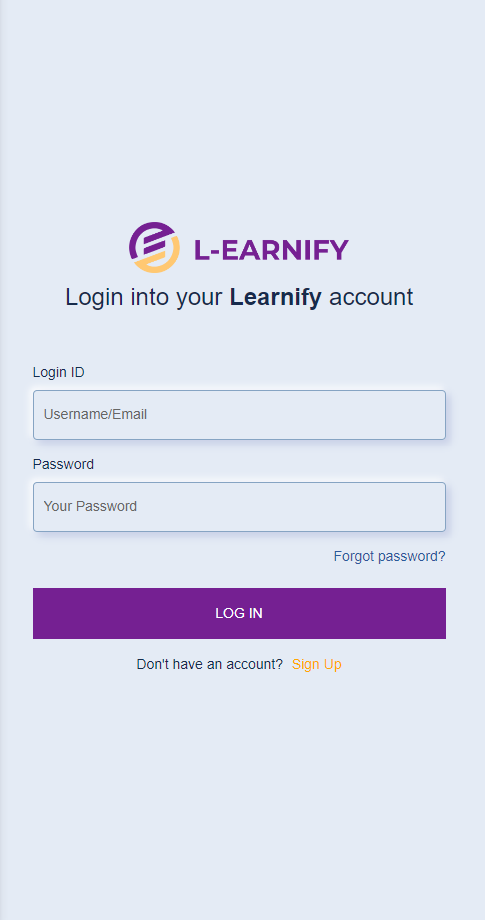 L-EARNIFY
Login into your Learnify account
Login ID
Username/Email
Password
Your Password
Forgot password?
LOG IN
Don't have an account? Sign Up